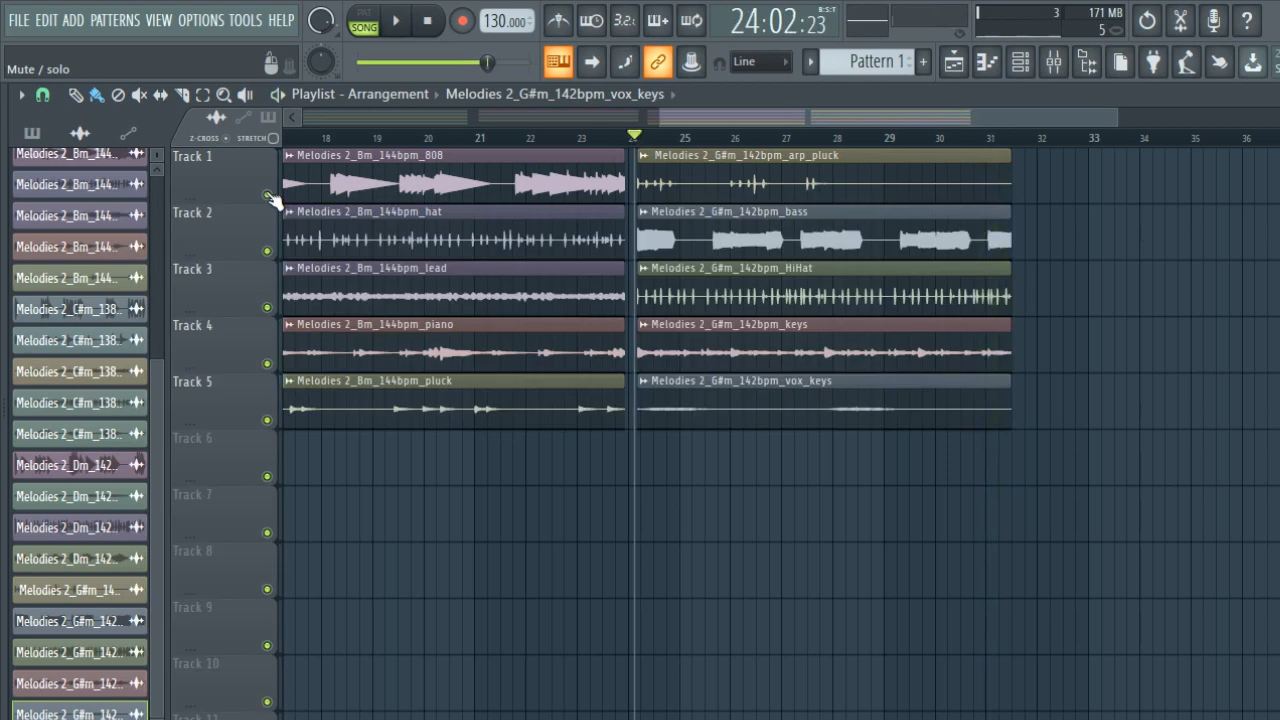 FILE EDIT ADD PATTERNS VIEW OPTIONS TOOLS HELP
PAT
SONG
130.000
3.2.
24:02:23
B:S:T
3
171 MB
5
Mute / solo
Line
Pattern 1
Playlist - Arrangement
Melodies 2_G#m_142bpm_vox_keys
Z-CROSS
STRETCH
18 19 20 21 22 23 24 25 26 27 28 29 30 31 32 33 34 35 36
Melodies 2_Bm_144..
Melodies 2_Bm_144..
Melodies 2_Bm_144..
Melodies 2_Bm_144..
Melodies 2_Bm_144..
Melodies 2_C#m_138..
Melodies 2_C#m_138..
Melodies 2_C#m_138..
Melodies 2_C#m_138..
Melodies 2_C#m_138..
Melodies 2_Dm_142..
Melodies 2_Dm_142..
Melodies 2_Dm_142..
Melodies 2_Dm_142..
Melodies 2_G#m_14..
Melodies 2_G#m_142..
Melodies 2_G#m_142..
Melodies 2_G#m_142..
Melodies 2_G#m_142..
Track 1
Melodies 2_Bm_144bpm_808
Melodies 2_G#m_142bpm_arp_pluck
Track 2
Melodies 2_Bm_144bpm_hat
Melodies 2_G#m_142bpm_bass
Track 3
Melodies 2_Bm_144bpm_lead
Melodies 2_G#m_142bpm_HiHat
Track 4
Melodies 2_Bm_144bpm_piano
Melodies 2_G#m_142bpm_keys
Track 5
Melodies 2_Bm_144bpm_pluck
Melodies 2_G#m_142bpm_vox_keys
Track 6
Track 7
Track 8
Track 9
Track 10
Track 11